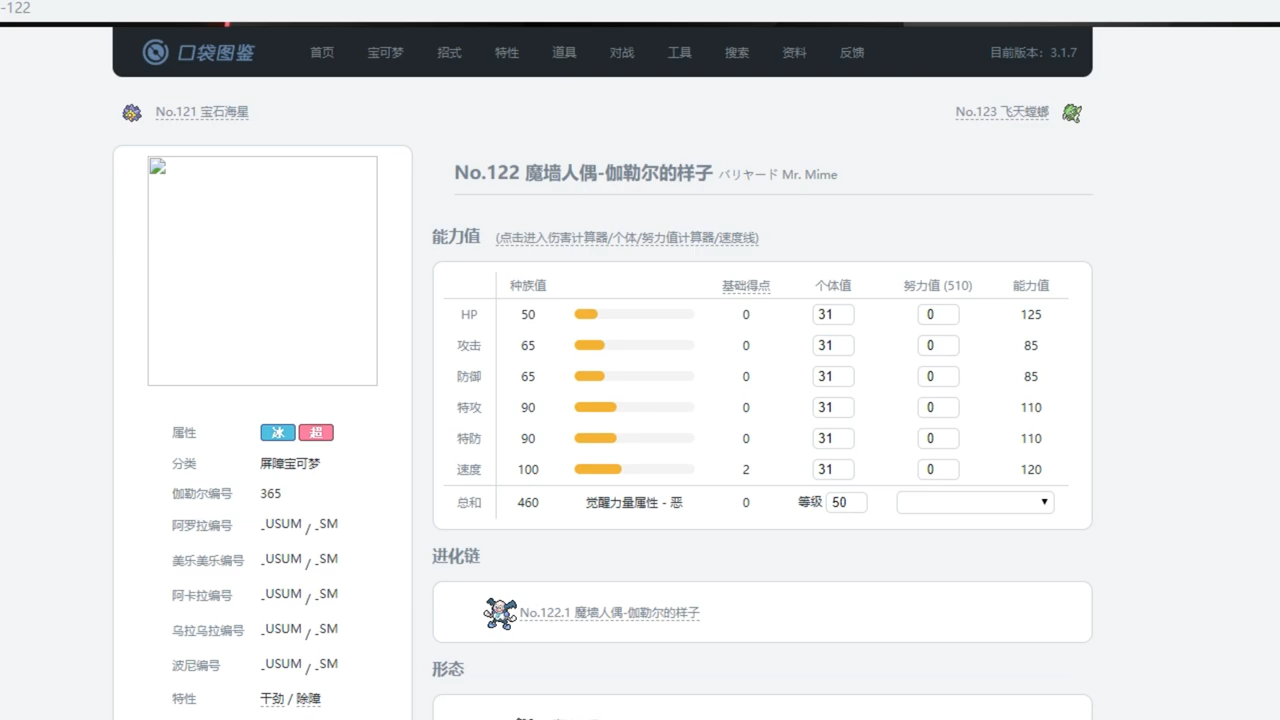 -122
口袋图鉴 首页 宝可梦 招式 特性 道具 对战 工具 搜索 资料 反馈 目前版本：3.1.7
No.121 宝石海星
No.123 飞天螳螂
No.122 魔墙人偶-伽勒尔的样子 バリヤード Mr. Mime
能力值 (点击进入伤害计算器/个体/努力值计算器/速度线)
种族值 基础得点 个体值 努力值 (510) 能力值
HP 50 0 31 0 125
攻击 65 0 31 0 85
防御 65 0 31 0 85
特攻 90 0 31 0 110
特防 90 0 31 0 110
速度 100 2 31 0 120
总和 460 觉醒力量属性 - 恶 0 等级 50
属性 冰 超
分类 屏障宝可梦
伽勒尔编号 365
阿罗拉编号 -USUM / -SM
美乐美乐编号 -USUM / -SM
阿卡拉编号 -USUM / -SM
乌拉乌拉编号 -USUM / -SM
波尼编号 -USUM / -SM
特性 干劲 / 除障
进化链
No.122.1 魔墙人偶-伽勒尔的样子
形态